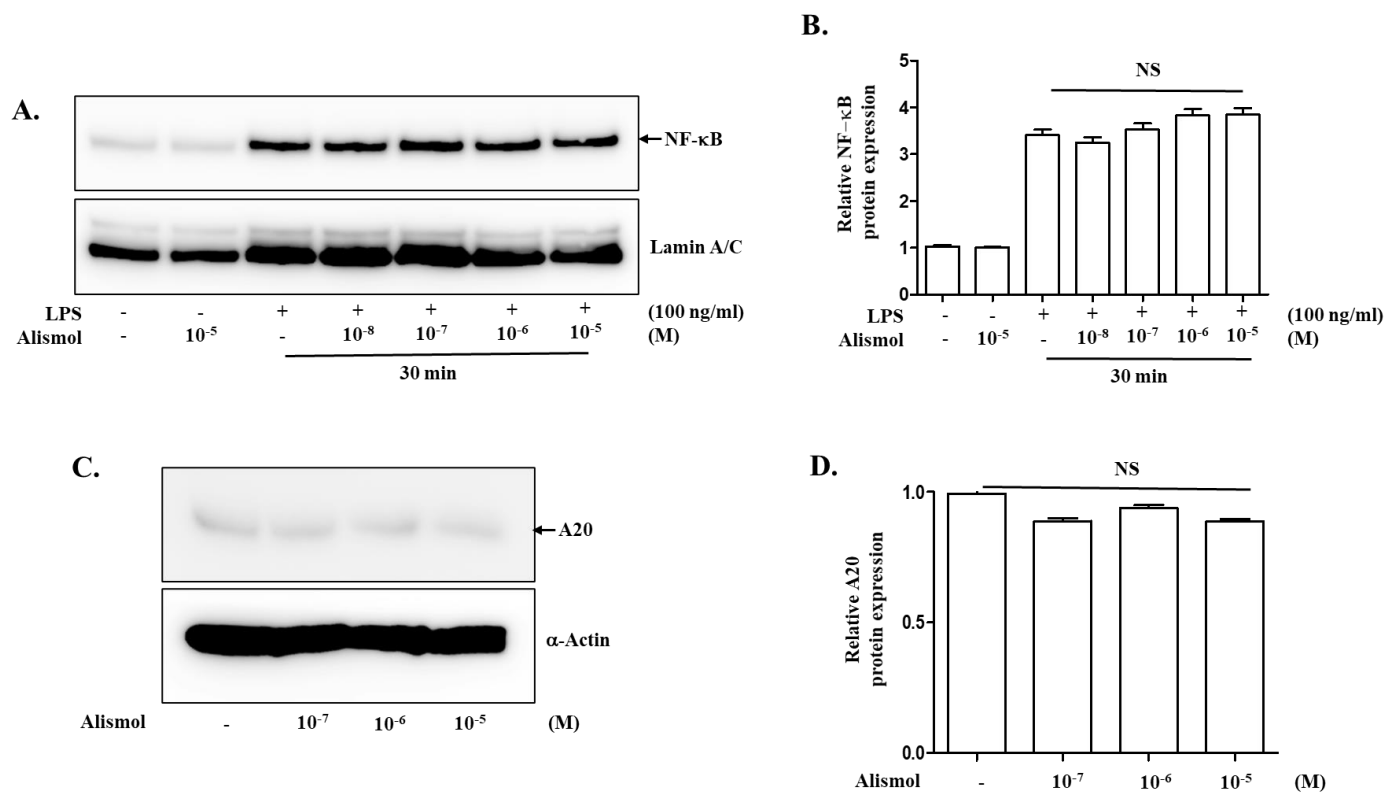 A.
NF-κB
Lamin A/C
LPS - - + + + + + (100 ng/ml)
Alismol - 10⁻⁵ - 10⁻⁸ 10⁻⁷ 10⁻⁶ 10⁻⁵ (M)
30 min
B.
NS
Relative NF-κB
protein expression
5
4
3
2
1
0
LPS - - + + + + + (100 ng/ml)
Alismol - 10⁻⁵ - 10⁻⁸ 10⁻⁷ 10⁻⁶ 10⁻⁵ (M)
30 min
C.
A20
α-Actin
Alismol - 10⁻⁷ 10⁻⁶ 10⁻⁵ (M)
D.
NS
Relative A20
protein expression
1.0
0.5
0.0
Alismol - 10⁻⁷ 10⁻⁶ 10⁻⁵ (M)